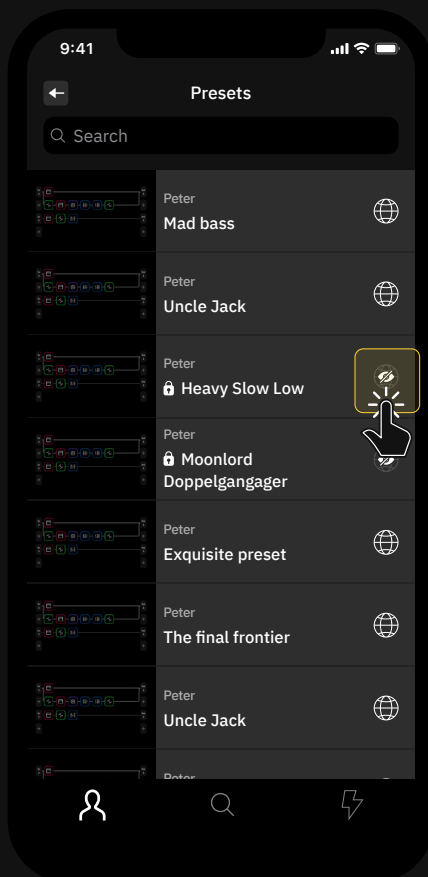 9:41
Presets
Search
Peter
Mad bass
Peter
Uncle Jack
Peter
Heavy Slow Low
Peter
Moonlord
Doppelgangager
Peter
Exquisite preset
Peter
The final frontier
Peter
Uncle Jack
Peter